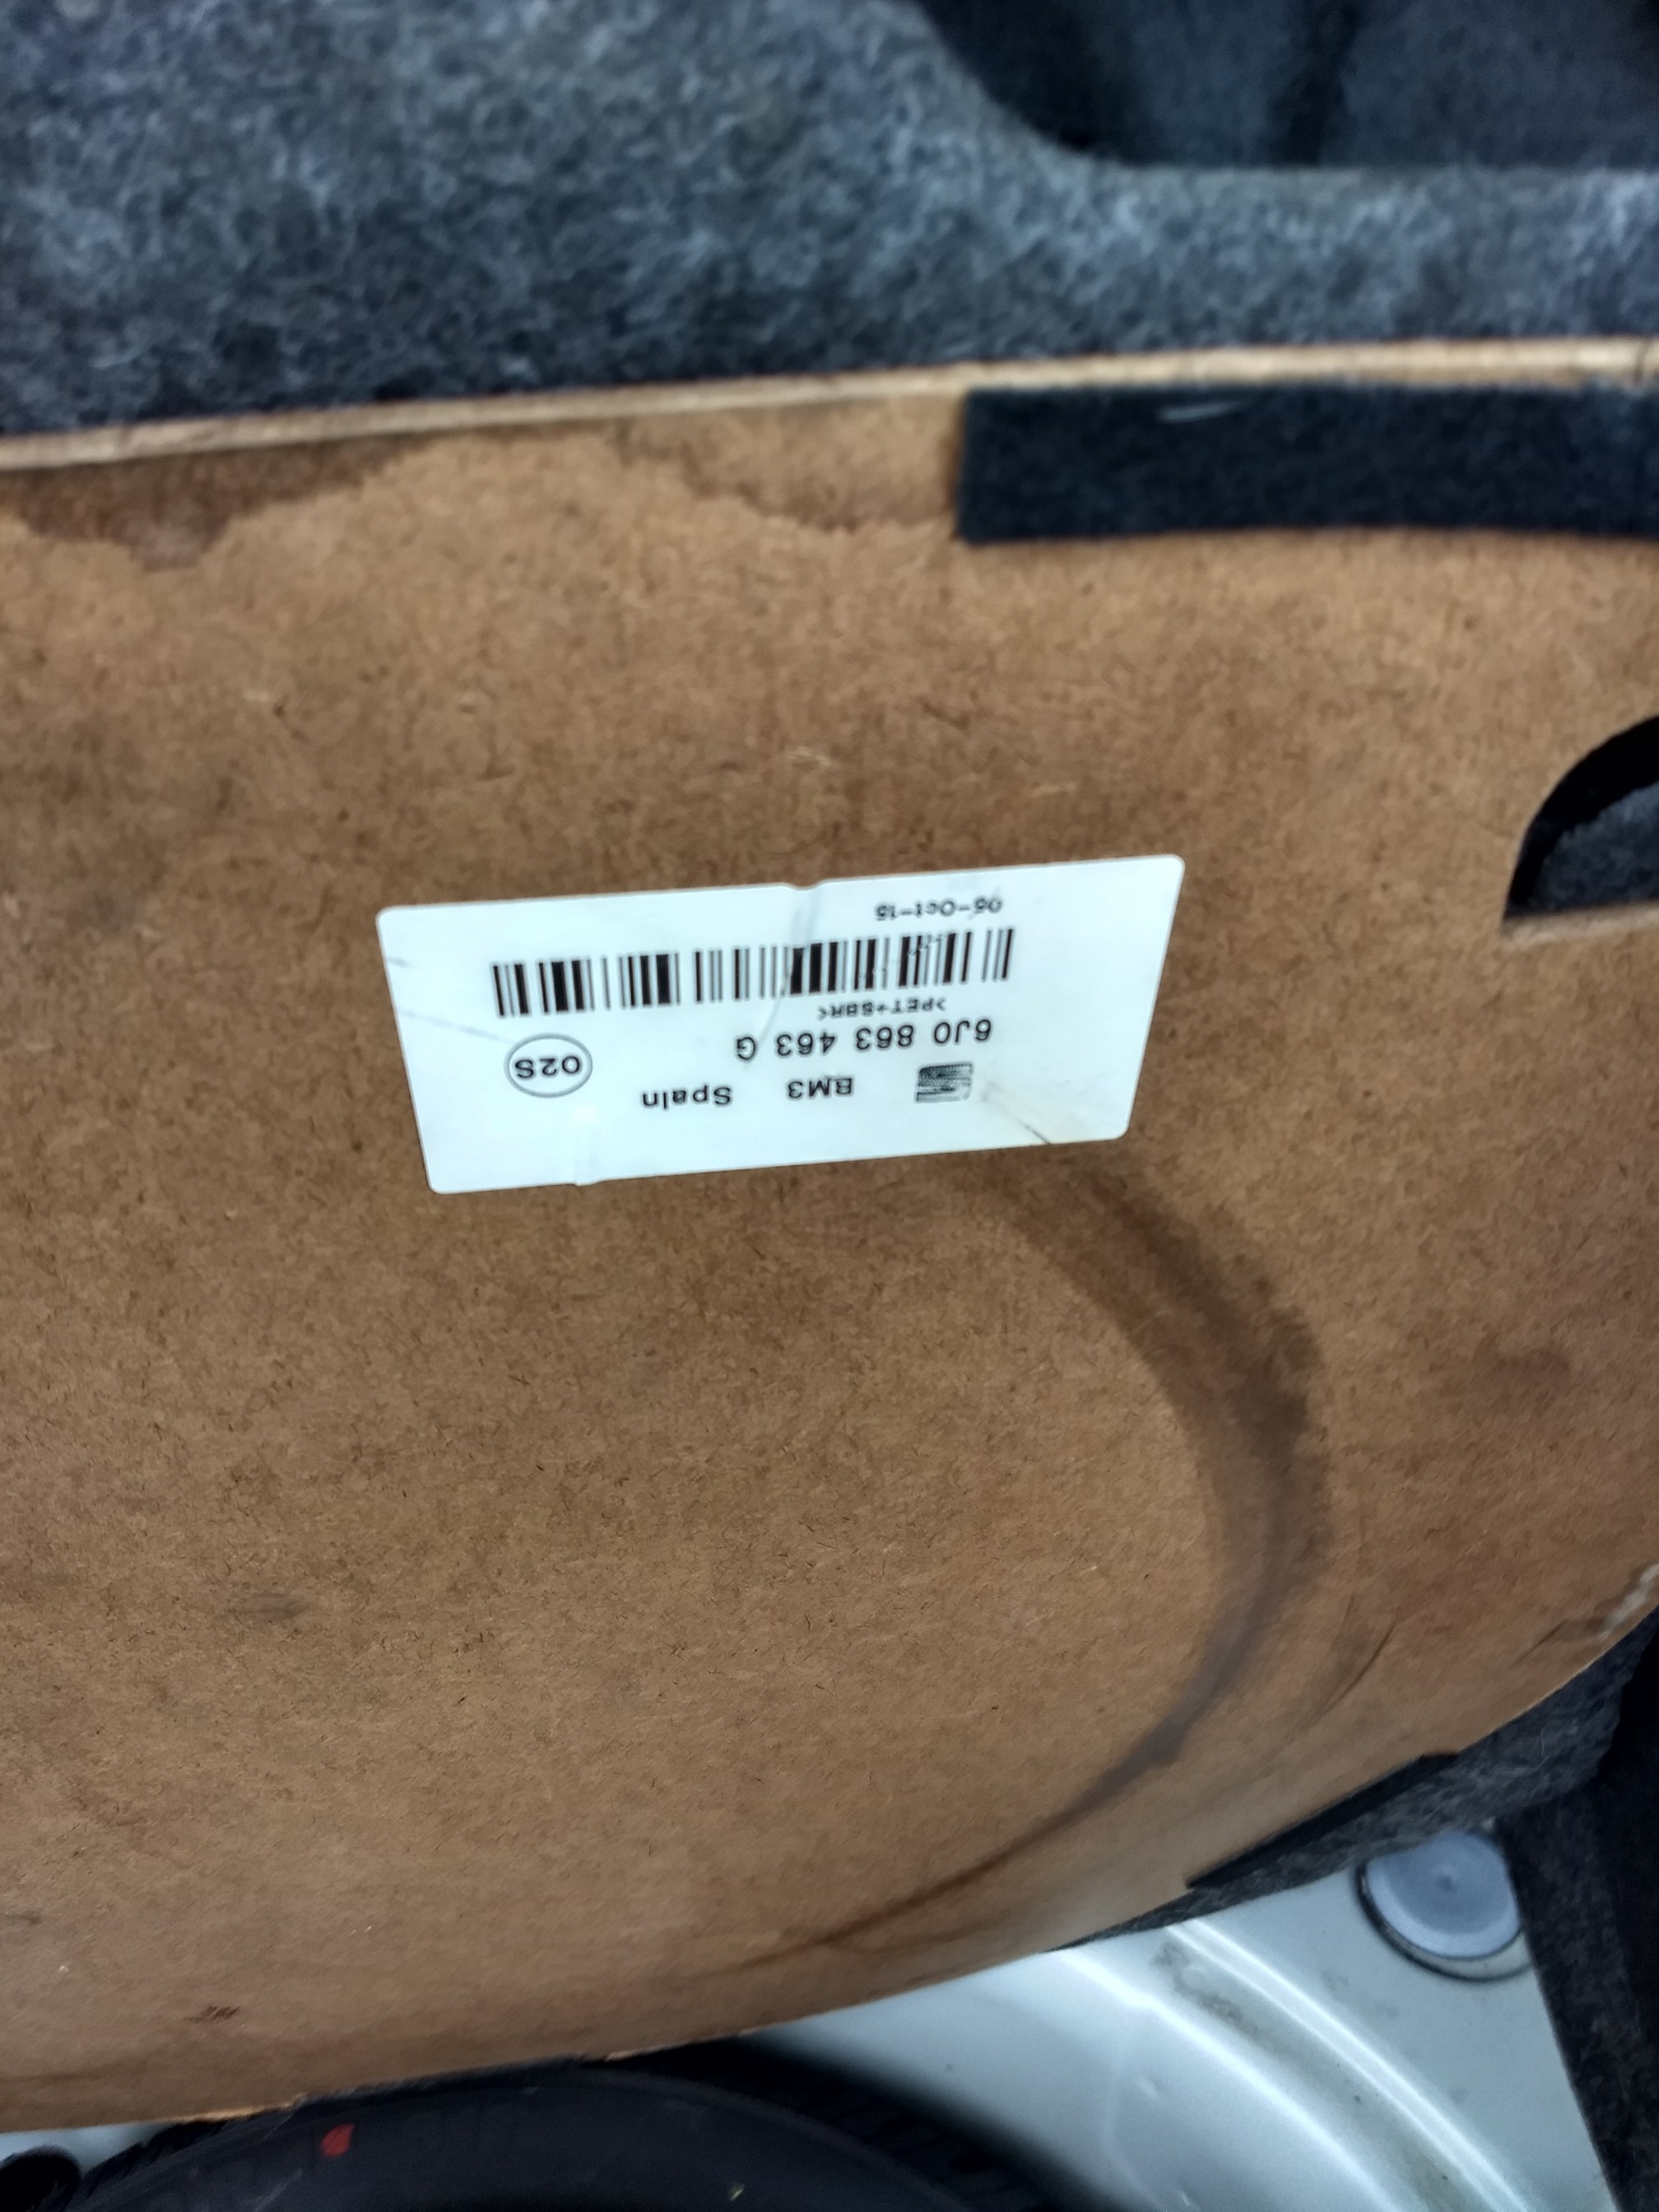 BM3 Spain
6J0 863 463 G
02S
>PET+SBR<
05-Oct-15